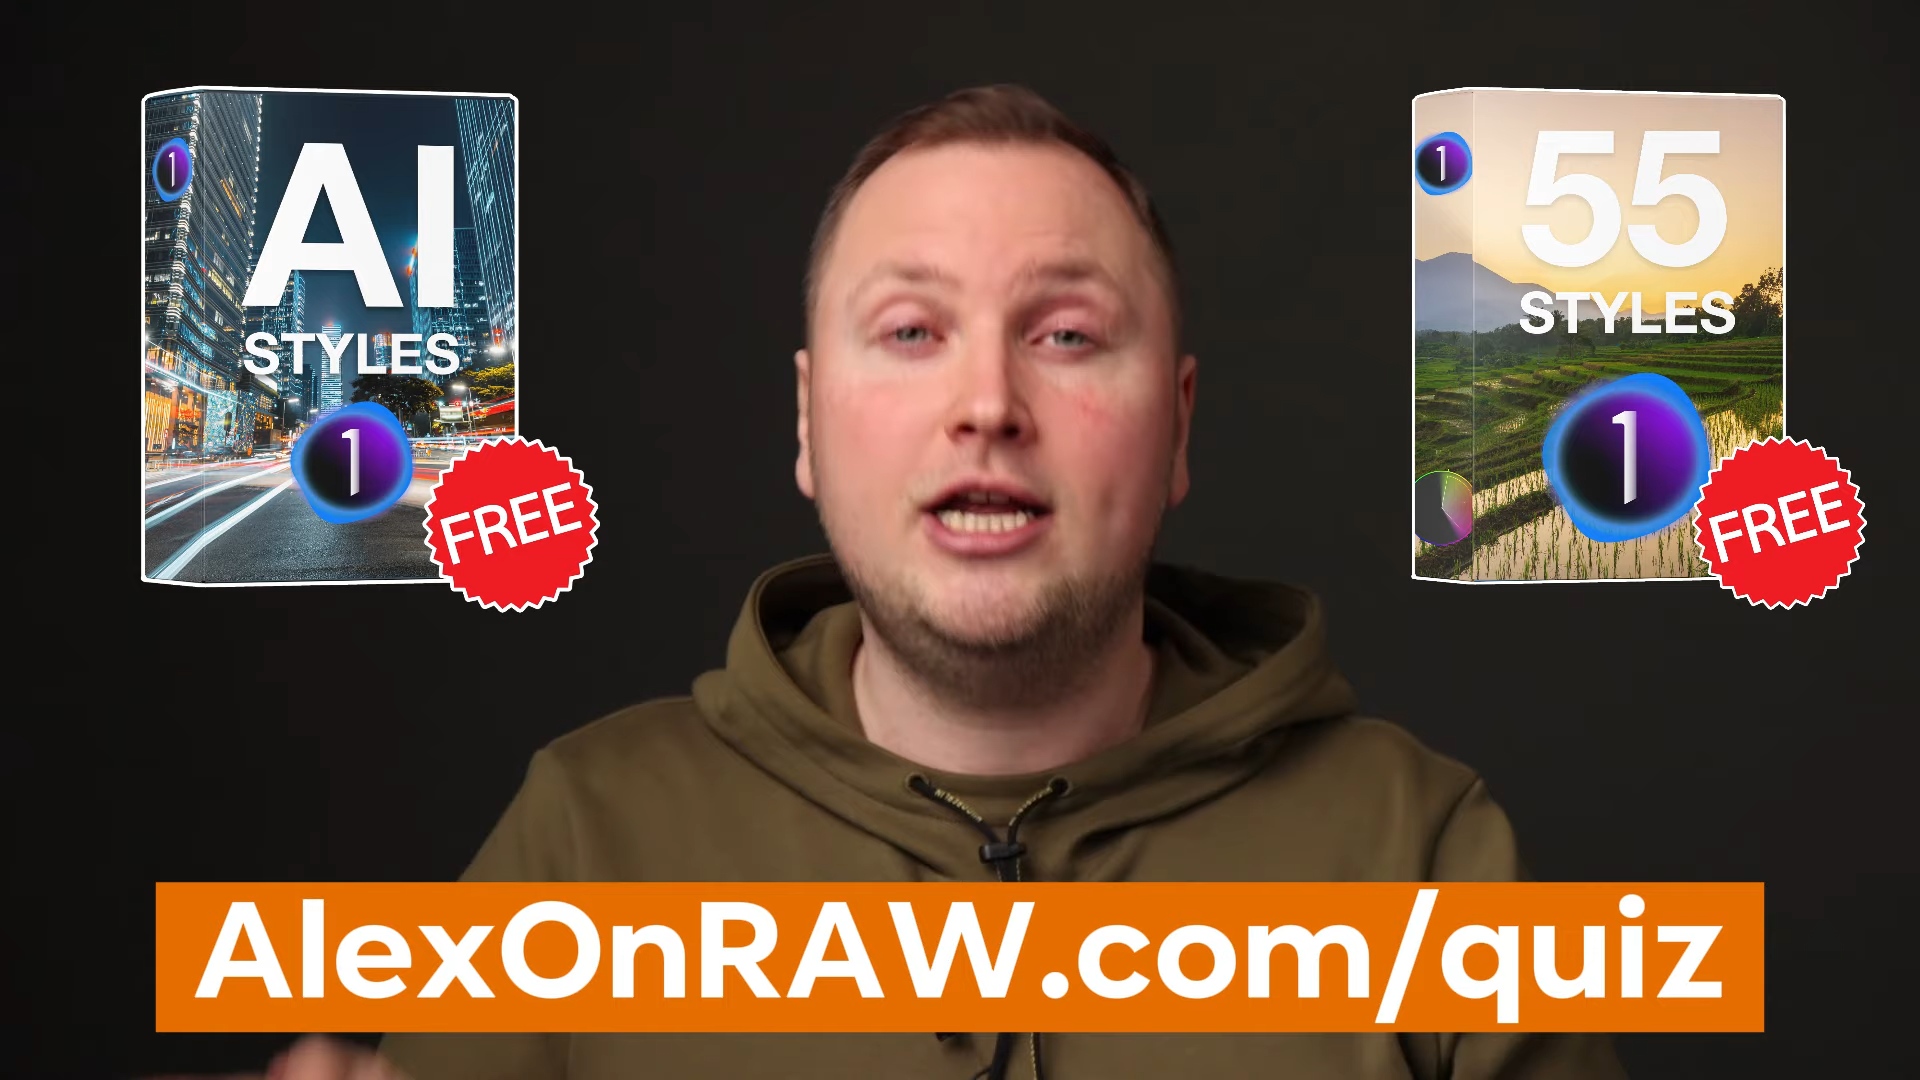 AI
STYLES
1
1
FREE
55
STYLES
1
1
FREE
AlexOnRAW.com/quiz